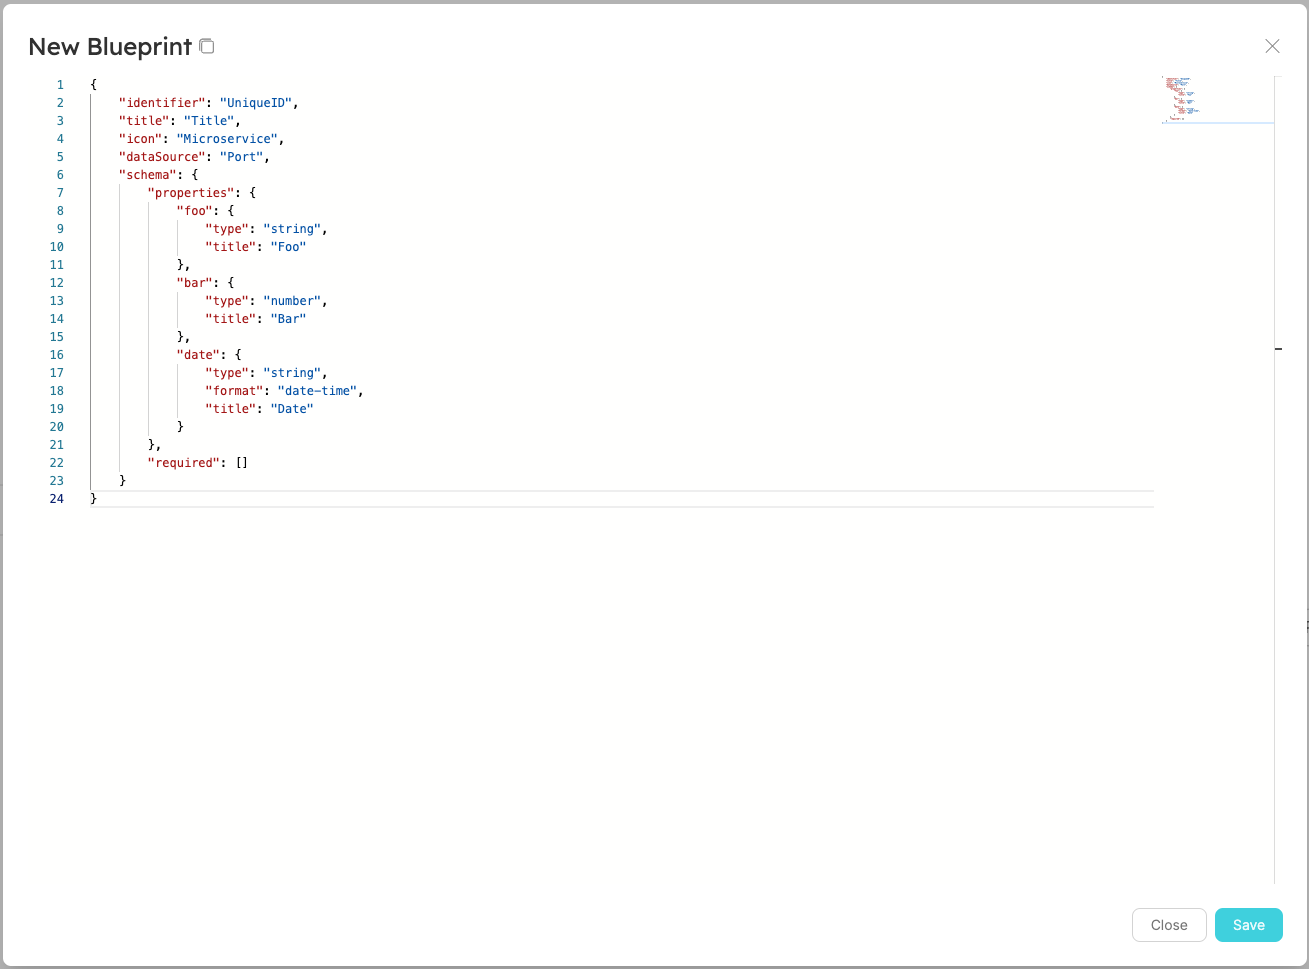 New Blueprint
1 {
2     "identifier": "UniqueID",
3     "title": "Title",
4     "icon": "Microservice",
5     "dataSource": "Port",
6     "schema": {
7         "properties": {
8             "foo": {
9                 "type": "string",
10                 "title": "Foo"
11             },
12             "bar": {
13                 "type": "number",
14                 "title": "Bar"
15             },
16             "date": {
17                 "type": "string",
18                 "format": "date-time",
19                 "title": "Date"
20             }
21         },
22         "required": []
23     }
24 }
Close
Save